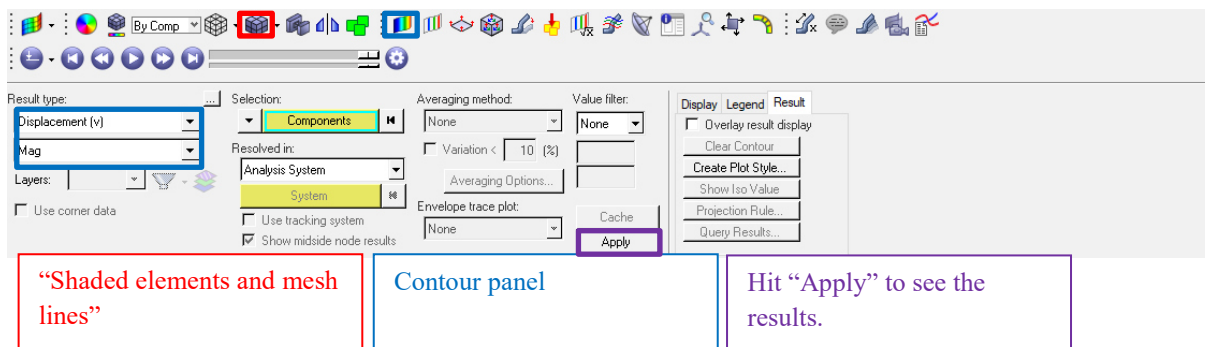 By Comp
Result type:
...
Selection:
Averaging method:
Value filter:
Display Legend Result
Displacement (v)
Components
None
None
Overlay result display
Clear Contour
Mag
Resolved in:
Variation < 10 (%)
Create Plot Style...
Analysis System
Layers:
Averaging Options...
Show Iso Value
System
Use corner data
Envelope trace plot:
Projection Rule...
Use tracking system
Cache
None
Query Results...
Show midside node results
Apply
“Shaded elements and mesh
lines”
Contour panel
Hit “Apply” to see the
results.